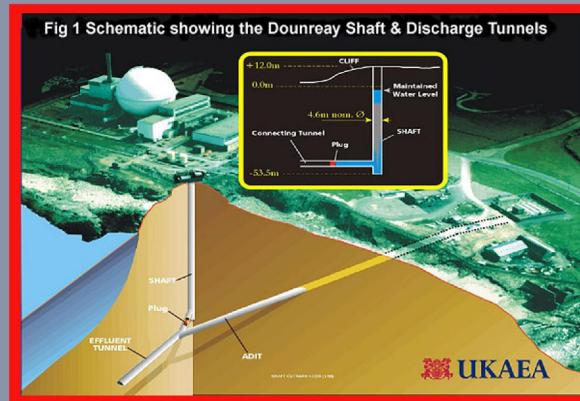 Fig 1 Schematic showing the Dounreay Shaft & Discharge Tunnels
+12.0m
CLIFF
0.0m
Maintained
Water Level
4.6m nom. Ø
Connecting Tunnel
Plug
SHAFT
-53.5m
SHAFT
Plug
EFFLUENT
TUNNEL
ADIT
UKAEA